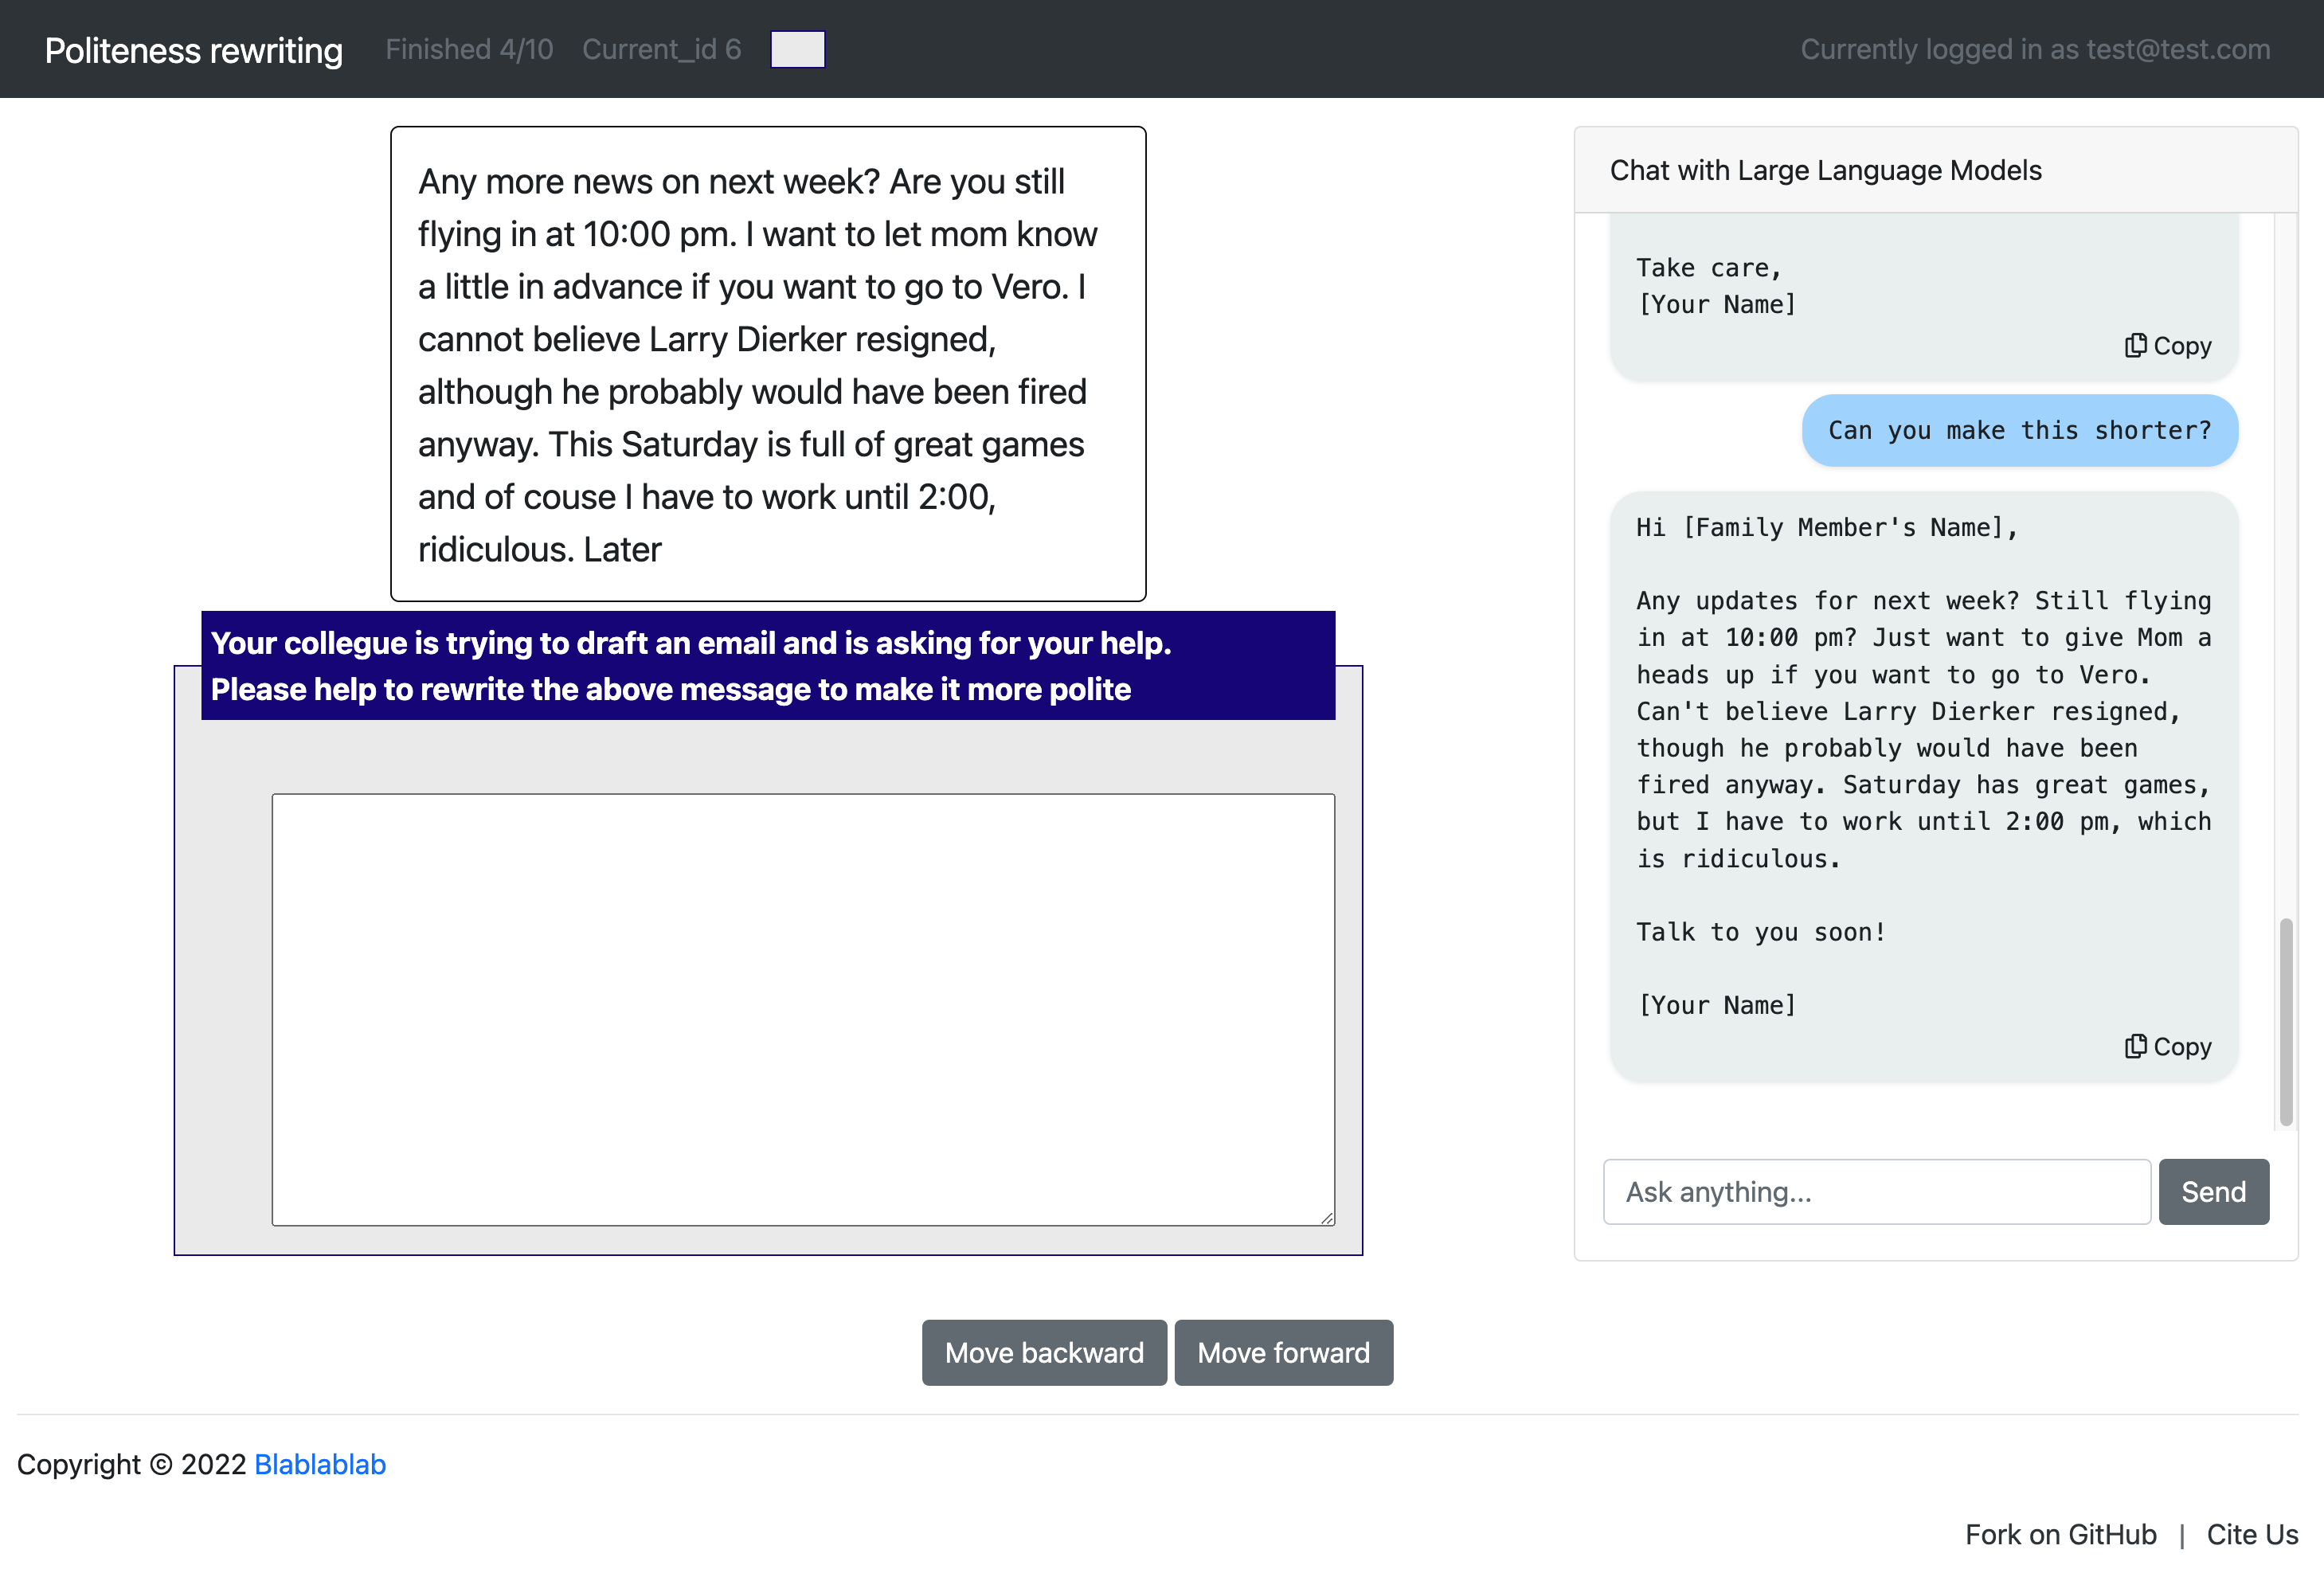 Politeness rewriting
Finished 4/10
Current_id 6
Currently logged in as test@test.com
Any more news on next week? Are you still
flying in at 10:00 pm. I want to let mom know
a little in advance if you want to go to Vero. I
cannot believe Larry Dierker resigned,
although he probably would have been fired
anyway. This Saturday is full of great games
and of couse I have to work until 2:00,
ridiculous. Later
Your collegue is trying to draft an email and is asking for your help.
Please help to rewrite the above message to make it more polite
Chat with Large Language Models
Take care,
[Your Name]
Copy
Can you make this shorter?
Hi [Family Member's Name],
Any updates for next week? Still flying
in at 10:00 pm? Just want to give Mom a
heads up if you want to go to Vero.
Can't believe Larry Dierker resigned,
though he probably would have been
fired anyway. Saturday has great games,
but I have to work until 2:00 pm, which
is ridiculous.
Talk to you soon!
[Your Name]
Copy
Ask anything...
Send
Move backward
Move forward
Copyright © 2022 Blablablab
Fork on GitHub | Cite Us